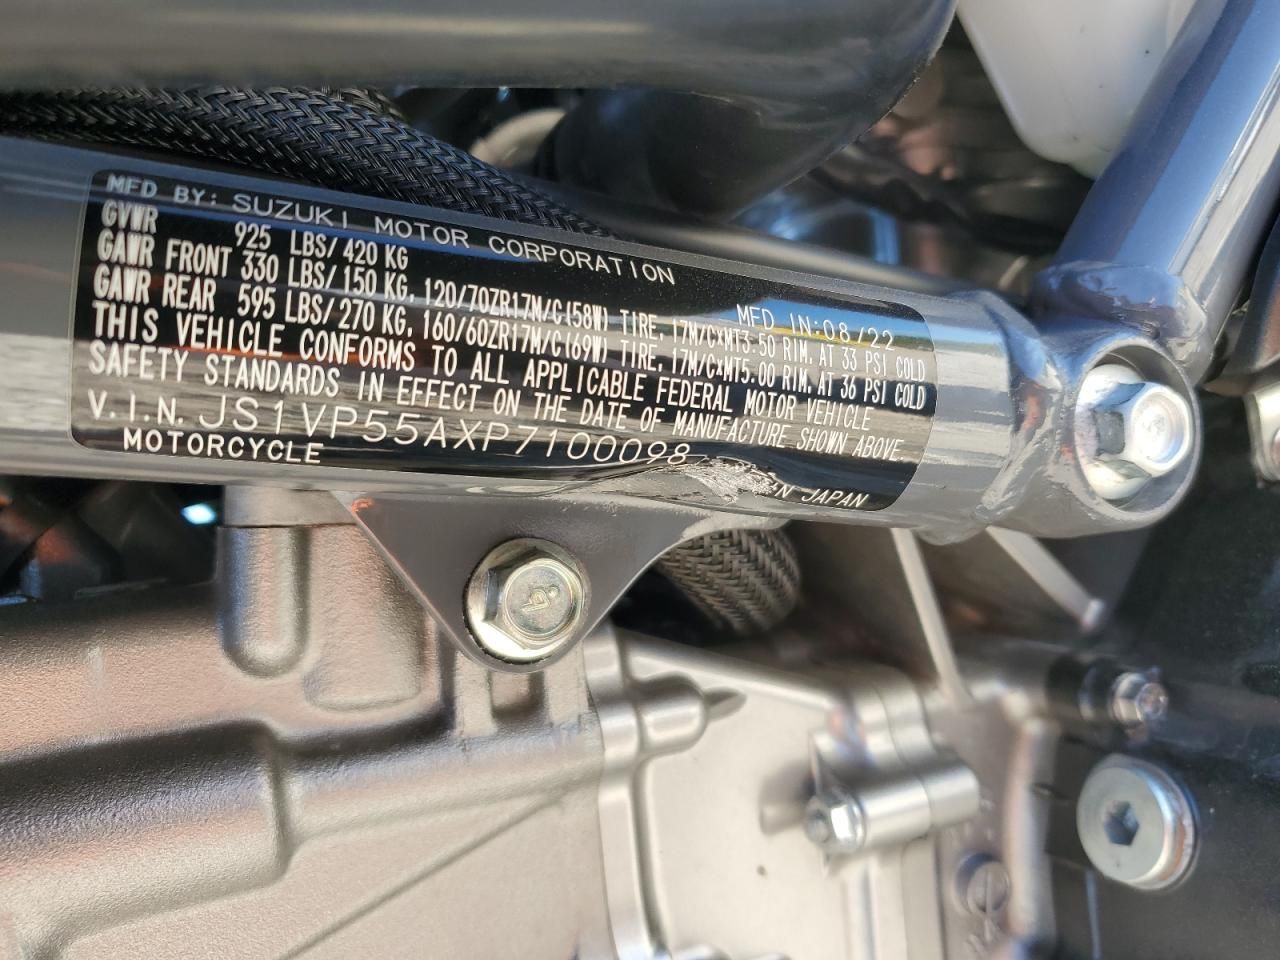 MFD BY: SUZUKI MOTOR CORPORATION
MFD IN:08/22
GVWR 925 LBS/420 KG
GAWR FRONT 330 LBS/150 KG, 120/70ZR17M/C(58W) TIRE, 17M/CxMT3.50 RIM, AT 33 PSI COLD
GAWR REAR 595 LBS/270 KG, 160/60ZR17M/C(69W) TIRE, 17M/CxMT5.00 RIM, AT 36 PSI COLD
THIS VEHICLE CONFORMS TO ALL APPLICABLE FEDERAL MOTOR VEHICLE
SAFETY STANDARDS IN EFFECT ON THE DATE OF MANUFACTURE SHOWN ABOVE.
V.I.N. JS1VP55AXP7100098
MOTORCYCLE JAPAN